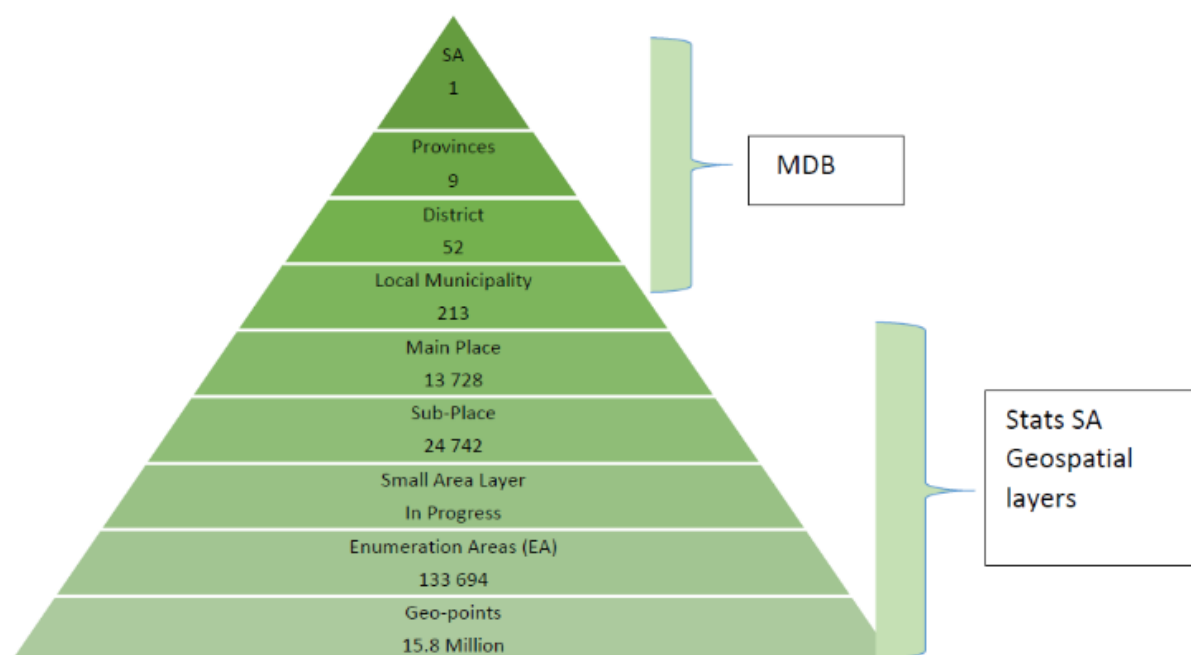 SA
1
Provinces
9
District
52
Local Municipality
213
Main Place
13 728
Sub-Place
24 742
Small Area Layer
In Progress
Enumeration Areas (EA)
133 694
Geo-points
15.8 Million
MDB
Stats SA
Geospatial
layers